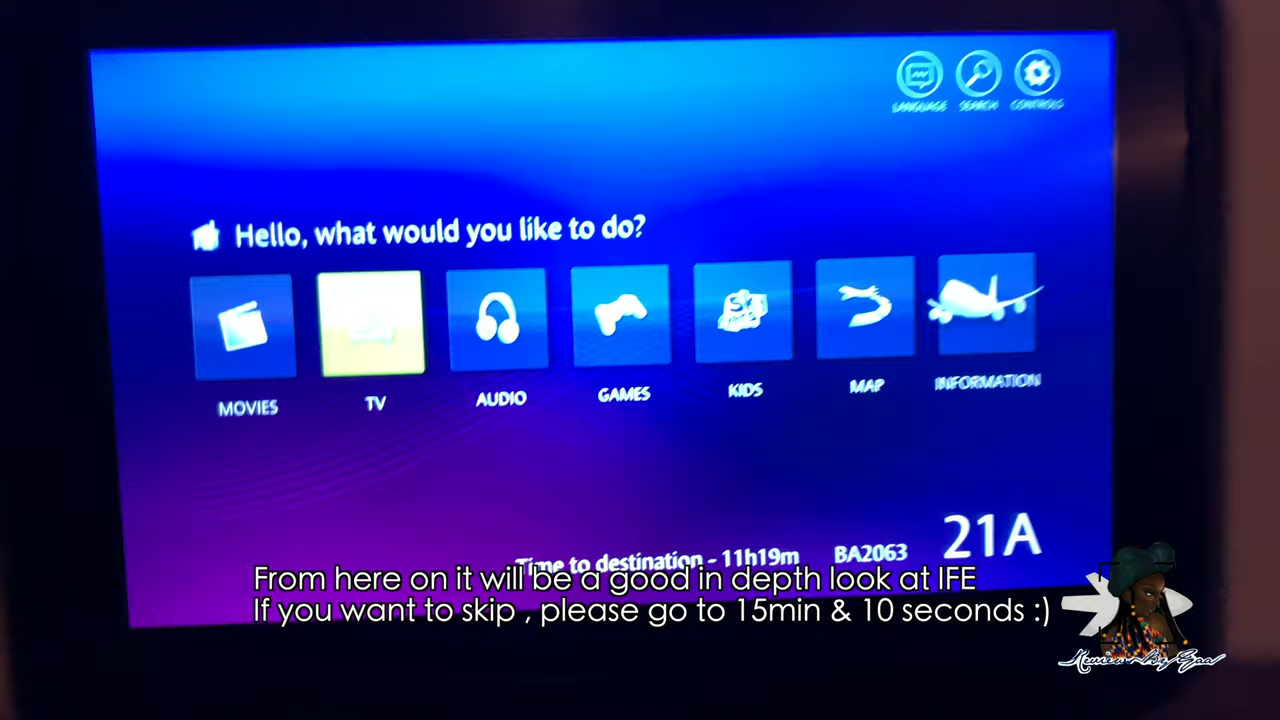 LANGUAGE SEARCH CONTROLS
Hello, what would you like to do?
MOVIES TV AUDIO GAMES KIDS MAP INFORMATION
Time to destination - 11h19m BA2063 21A
From here on it will be a good in depth look at IFE
If you want to skip , please go to 15min & 10 seconds :)